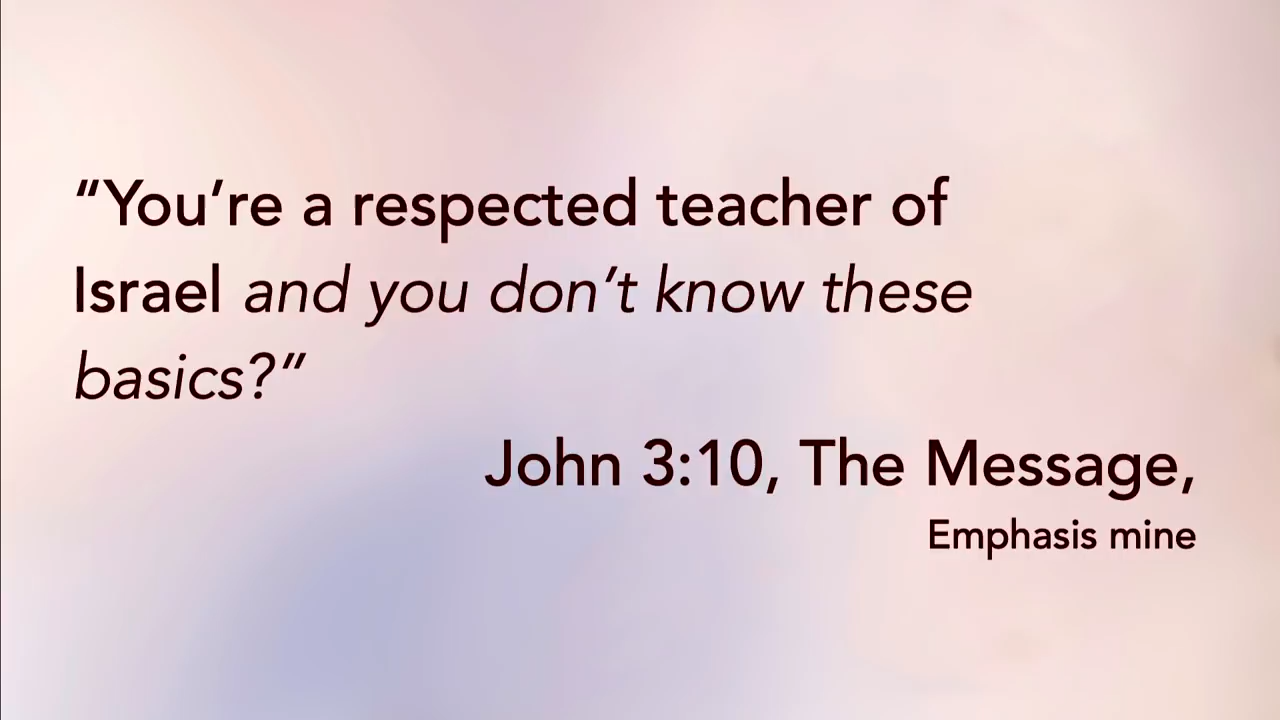 “You’re a respected teacher of
Israel and you don’t know these
basics?”
John 3:10, The Message,
Emphasis mine